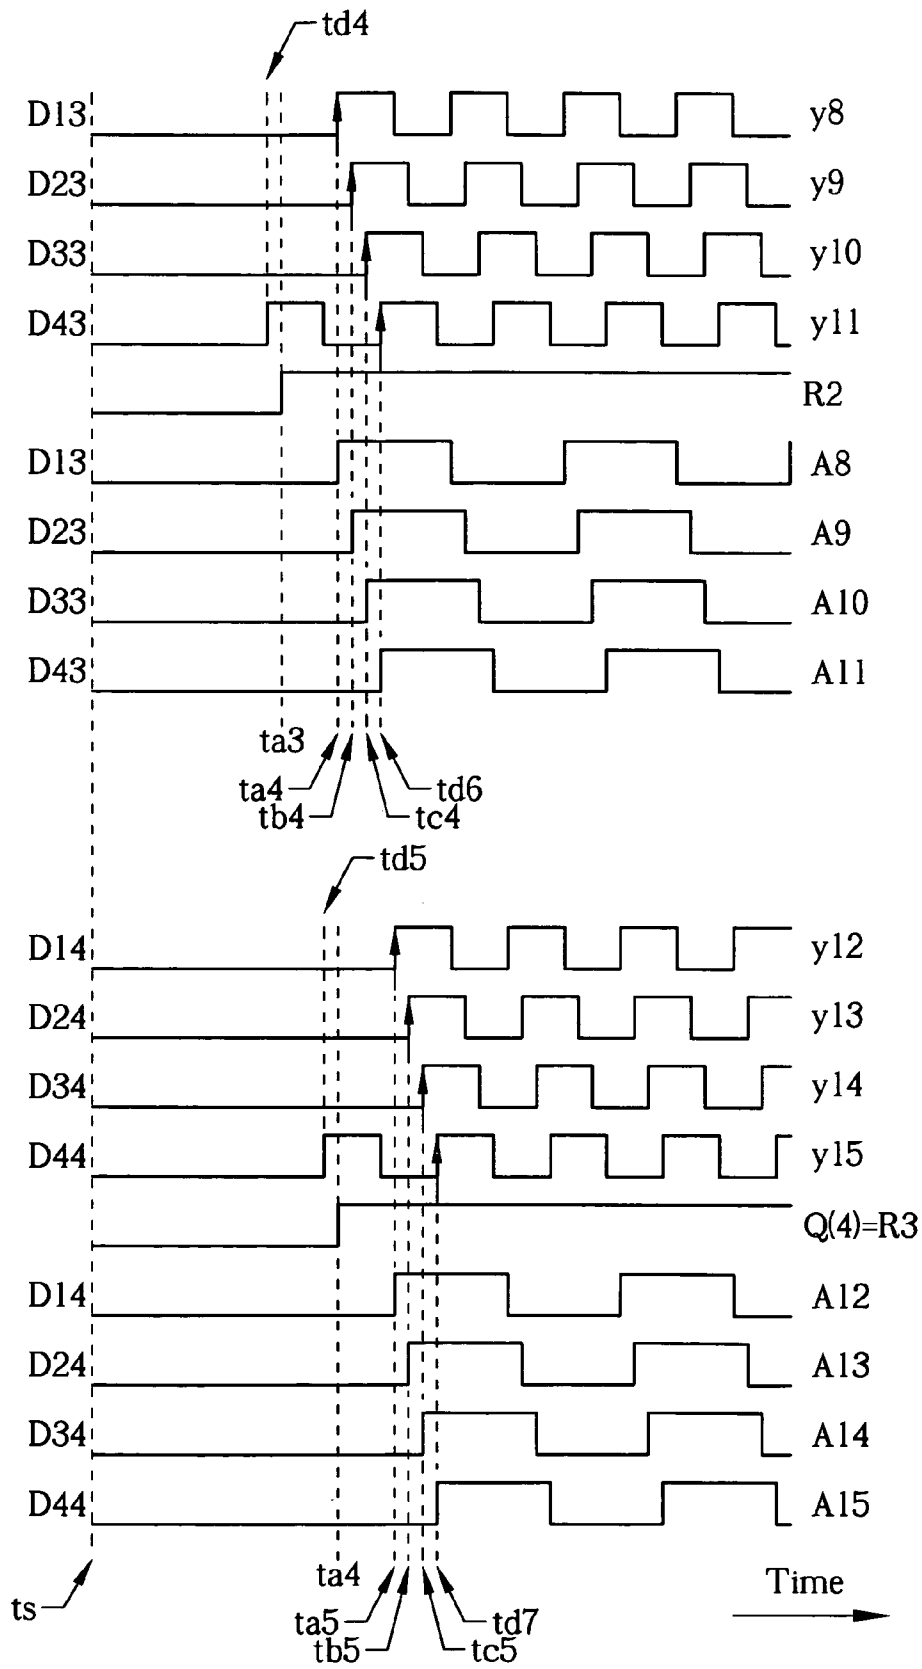 td4
D13 y8
D23 y9
D33 y10
D43 y11
R2
D13 A8
D23 A9
D33 A10
D43 A11
ta3
ta4 td6
tb4 tc4
td5
D14 y12
D24 y13
D34 y14
D44 y15
Q(4)=R3
D14 A12
D24 A13
D34 A14
D44 A15
ta4 Time
ts ta5 td7
tb5 tc5